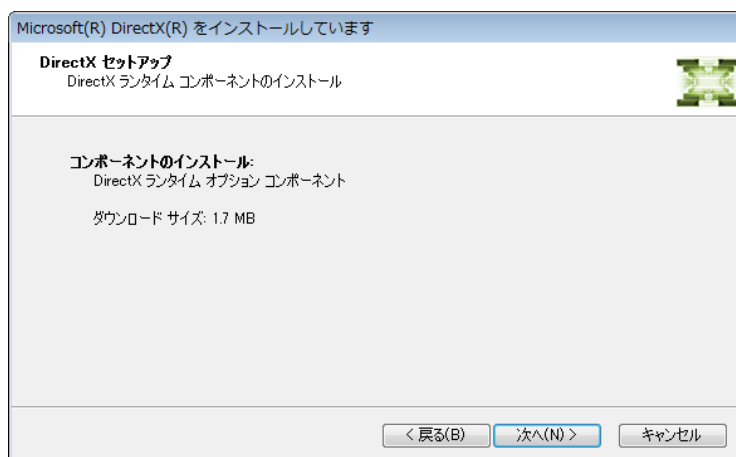 Microsoft(R) DirectX(R) をインストールしています
DirectX セットアップ
DirectX ランタイム コンポーネントのインストール
コンポーネントのインストール:
DirectX ランタイム オプション コンポーネント
ダウンロード サイズ: 1.7 MB
< 戻る(B)
次へ(N) >
キャンセル